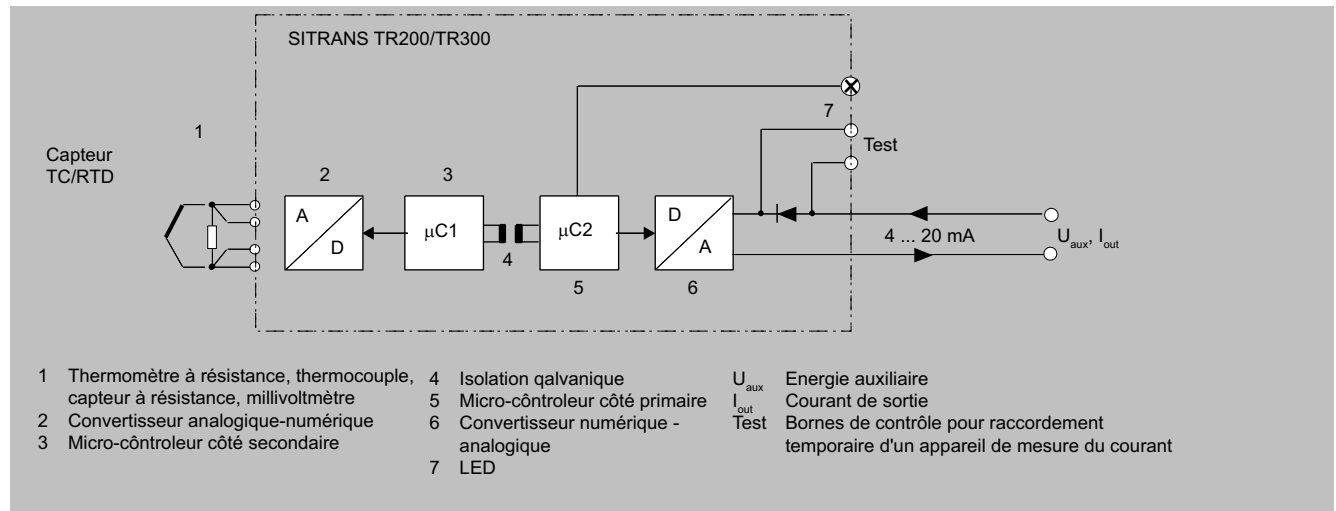 SITRANS TR200/TR300
7
1
Test
Capteur
TC/RTD
2
3
A
D
µC1
µC2
D
A
4
4 ... 20 mA
Uaux, Iout
5
6
1 Thermomètre à résistance, thermocouple,
capteur à résistance, millivoltmètre
2 Convertisseur analogique-numérique
3 Micro-côntroleur côté secondaire
4 Isolation qalvanique
5 Micro-côntroleur côté primaire
6 Convertisseur numérique -
analogique
7 LED
Uaux Energie auxiliaire
Iout Courant de sortie
Test Bornes de contrôle pour raccordement
temporaire d'un appareil de mesure du courant